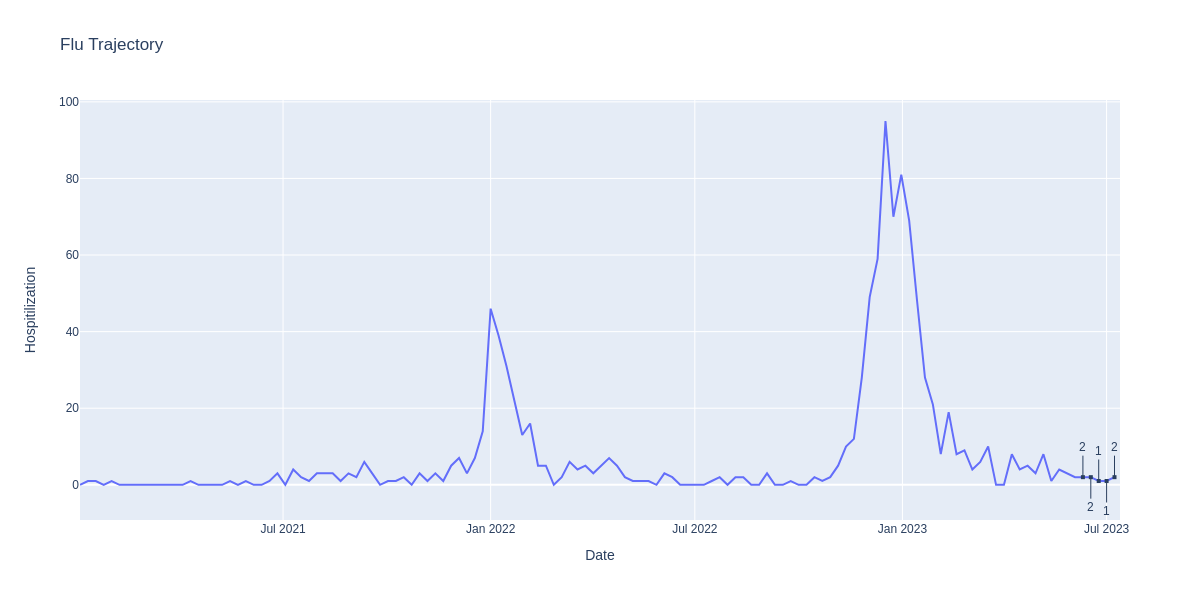 Flu Trajectory
100
80
60
40
20
0
Hospitilization
2
1
2
2
1
Jul 2021
Jan 2022
Jul 2022
Jan 2023
Jul 2023
Date